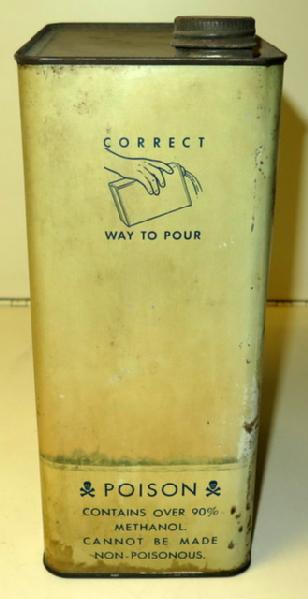 CORRECT
WAY TO POUR
POISON
CONTAINS OVER 90%
METHANOL.
CANNOT BE MADE
NON-POISONOUS.